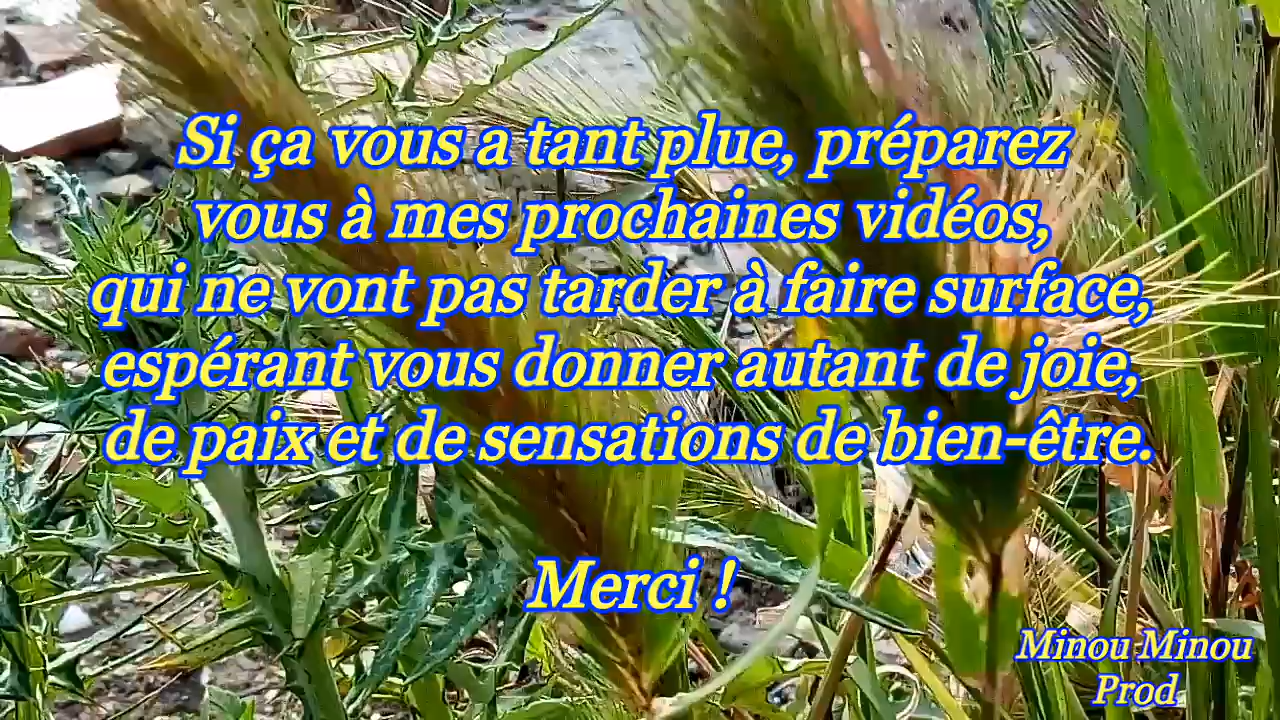 Si ça vous a tant plue, préparez
vous à mes prochaines vidéos,
qui ne vont pas tarder à faire surface,
espérant vous donner autant de joie,
de paix et de sensations de bien-être.
Merci !
Minou Minou
Prod